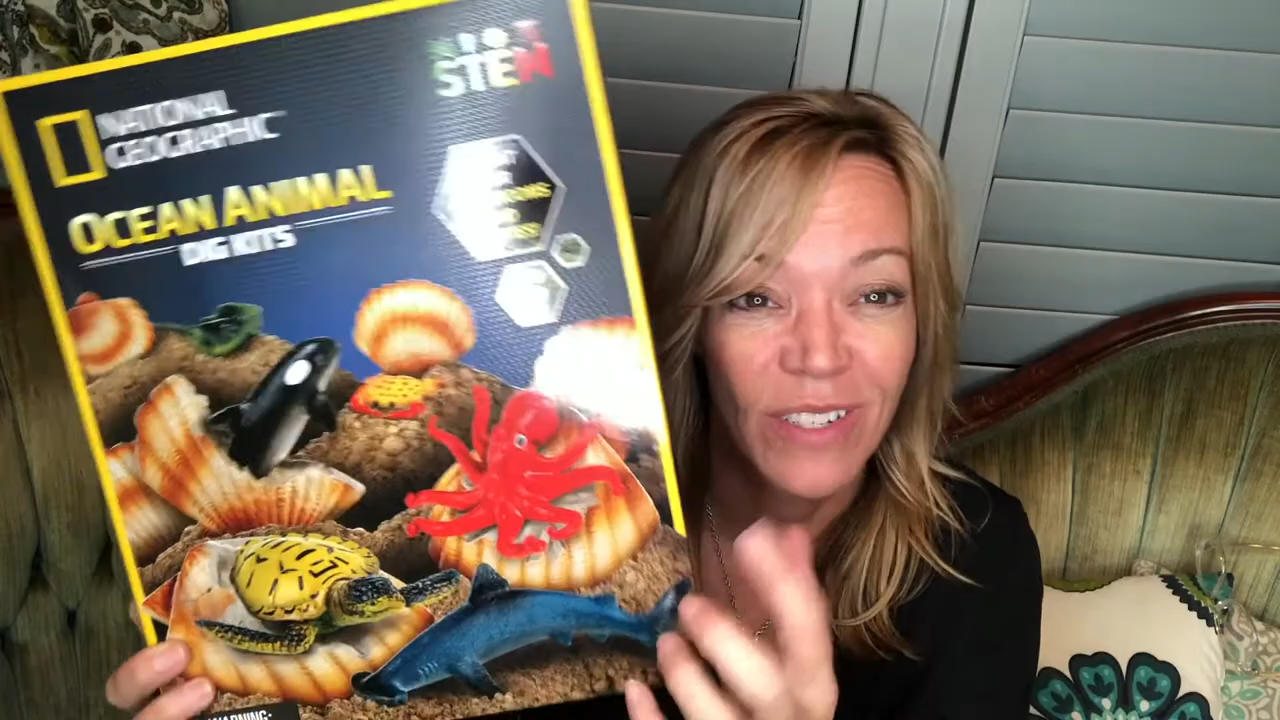 STEM
NATIONAL
GEOGRAPHIC
OCEAN ANIMAL
DIG KITS
WARNING: